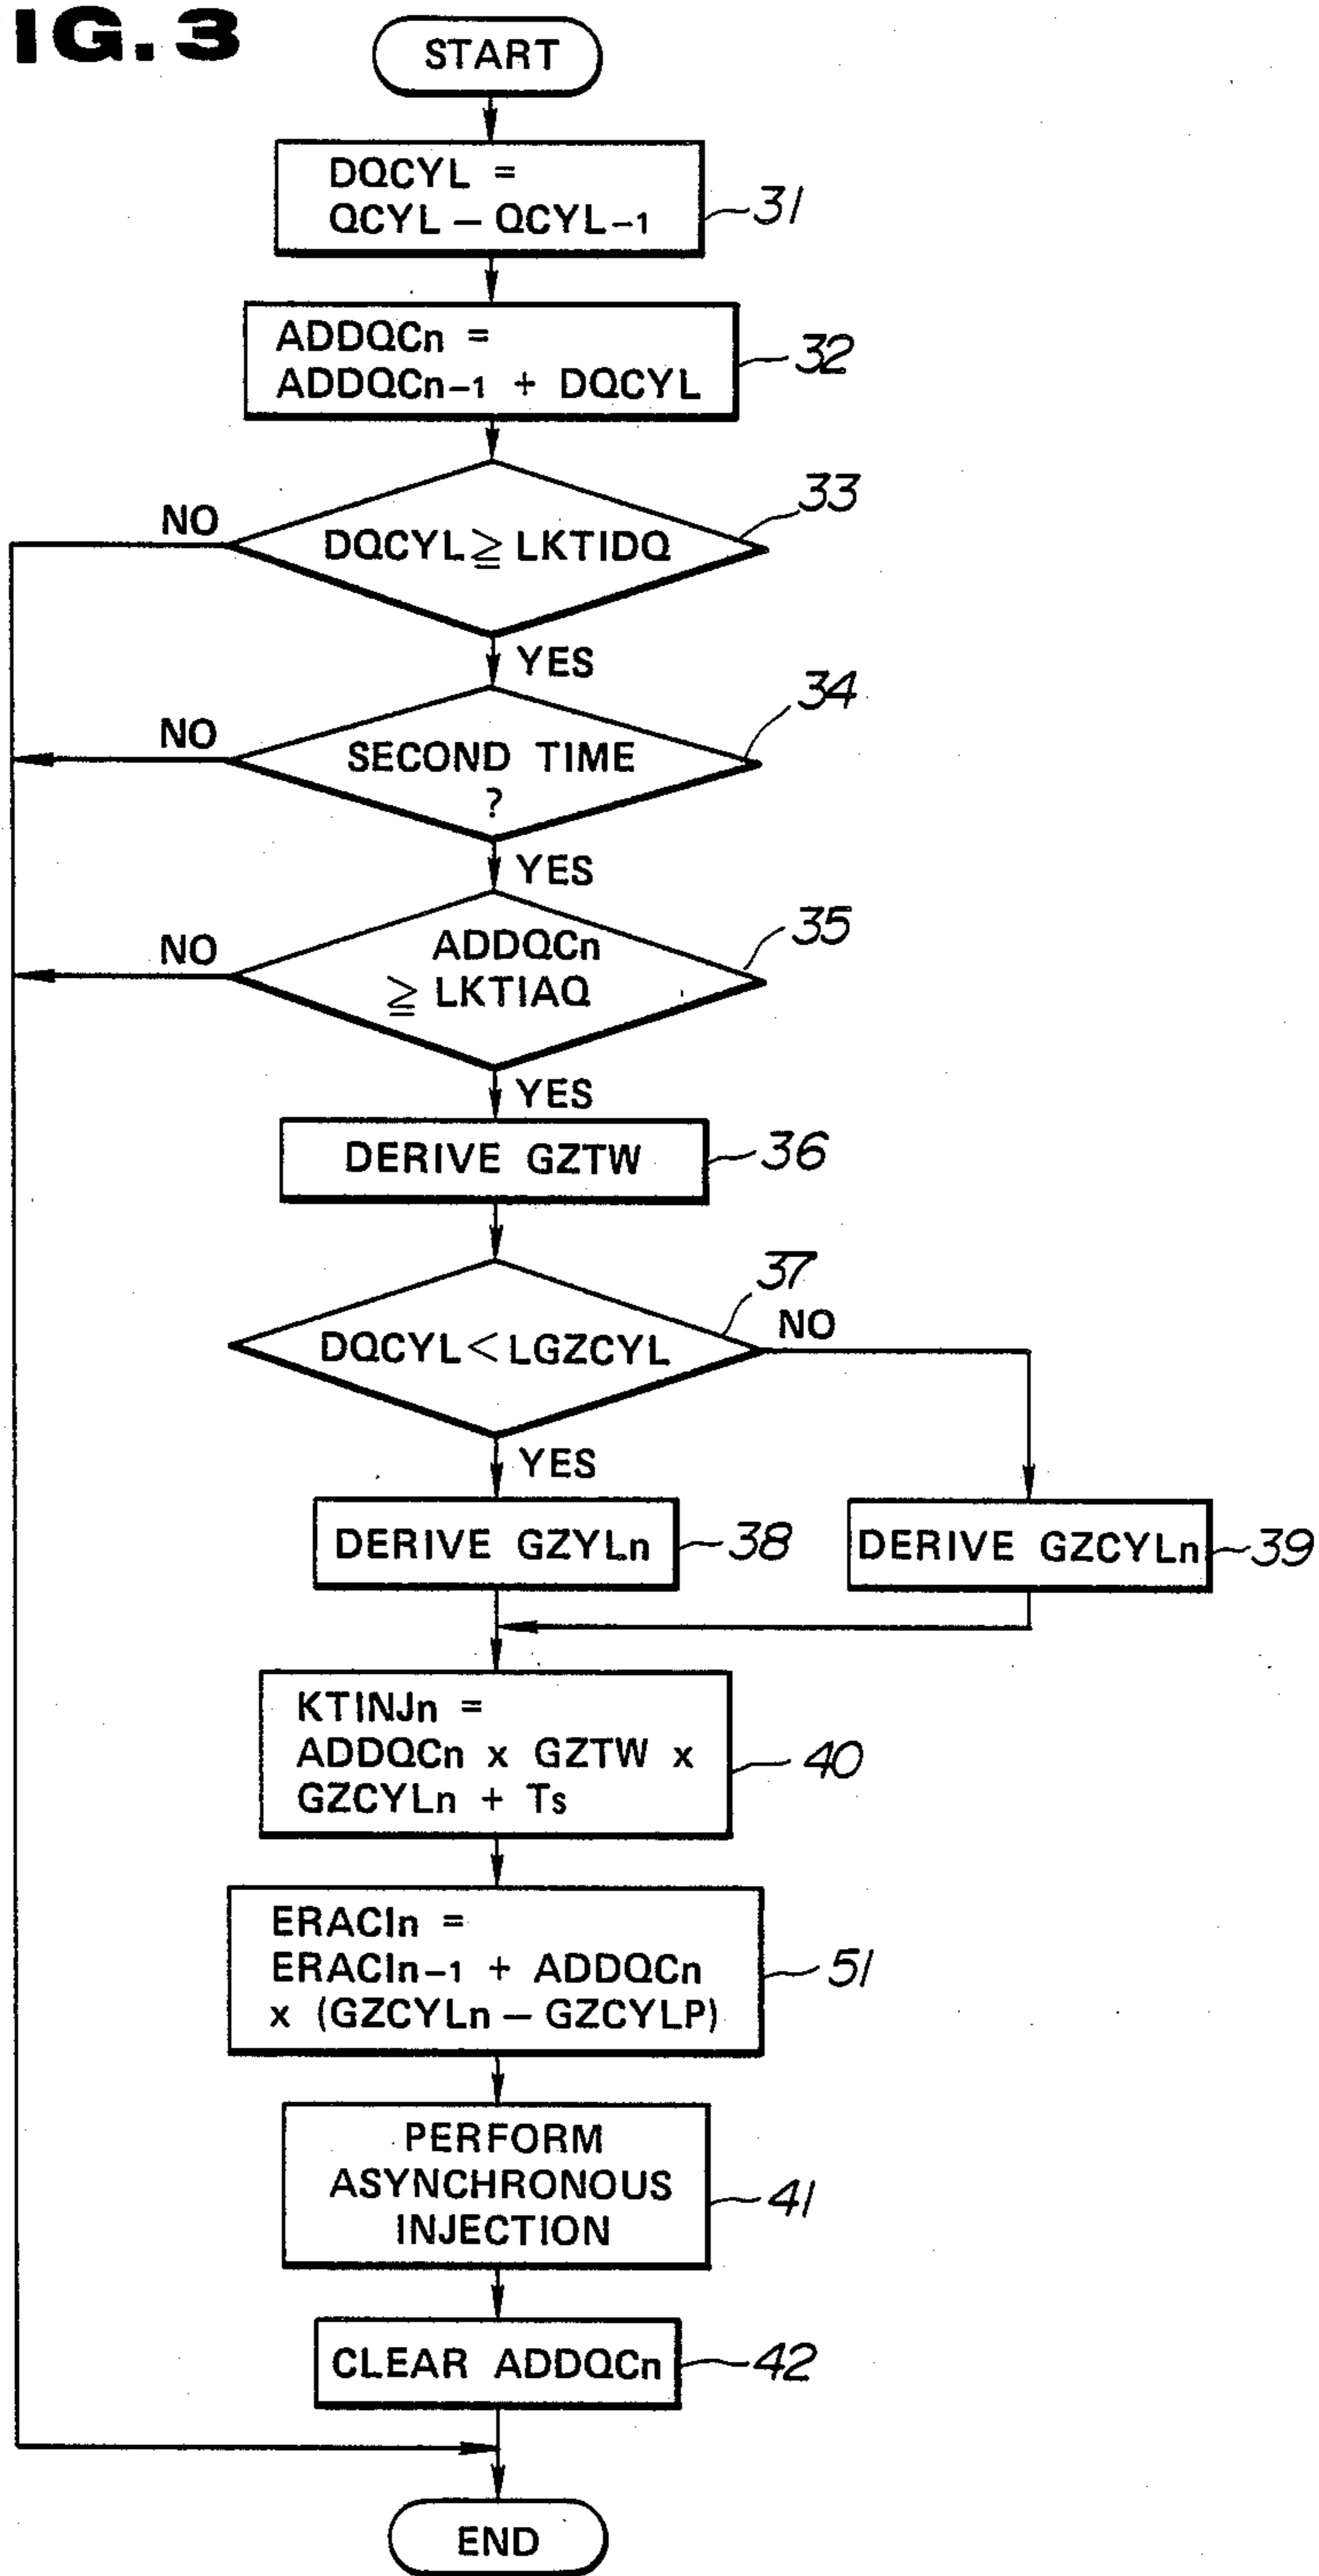 IG. 3
START
DQCYL =
QCYL – QCYL-1
31
ADDQCn =
ADDQCn-1 + DQCYL
32
33
NO
DQCYL ≧ LKTIDQ
YES
34
NO
SECOND TIME
?
YES
35
NO
ADDQCn
≧ LKTIAQ
YES
DERIVE GZTW
36
37
NO
DQCYL < LGZCYL
YES
DERIVE GZYLn
38
DERIVE GZCYLn
39
KTINJn =
ADDQCn x GZTW x
GZCYLn + Ts
40
ERACIn =
ERACIn-1 + ADDQCn
x (GZCYLn – GZCYLP)
51
PERFORM
ASYNCHRONOUS
INJECTION
41
CLEAR ADDQCn
42
END